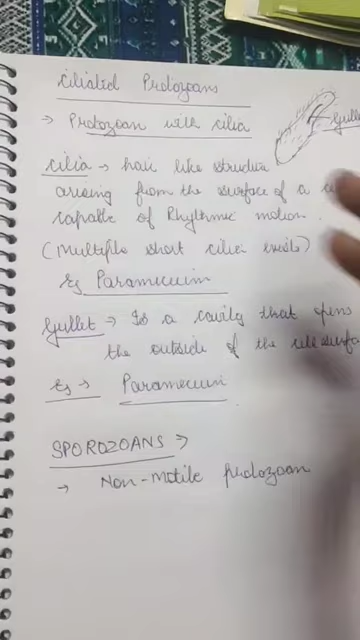 Ciliated Protozoans
→ Protozoan with cilia
Gullet
Cilia → hair like structure
arising from the surface of a
capable of Rhythmic motion.
(Multiple short cilia exists)
Eg Paramecium
Gullet → Is a cavity that opens
the outside of the cell surfa
Eg → Paramecium
SPOROZOANS →
→ Non-motile protozoan